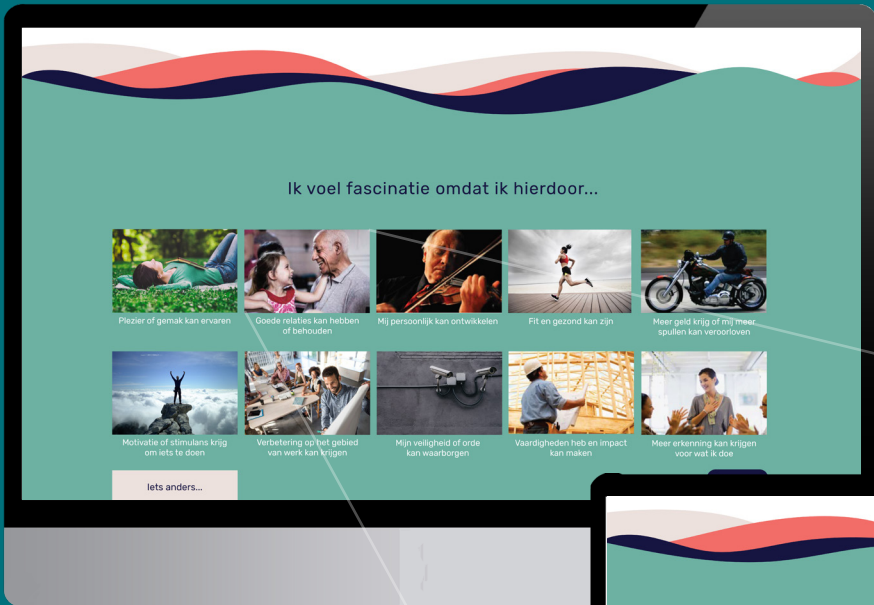 Ik voel fascinatie omdat ik hierdoor...
Plezier of gemak kan ervaren
Goede relaties kan hebben
of behouden
Mij persoonlijk kan ontwikkelen
Fit en gezond kan zijn
Meer geld krijg of mij meer
spullen kan veroorloven
Motivatie of stimulans krijg
om iets te doen
Verbetering op het gebied
van werk kan krijgen
Mijn veiligheid of orde
kan waarborgen
Vaardigheden heb en impact
kan maken
Meer erkenning kan krijgen
voor wat ik doe
Iets anders...